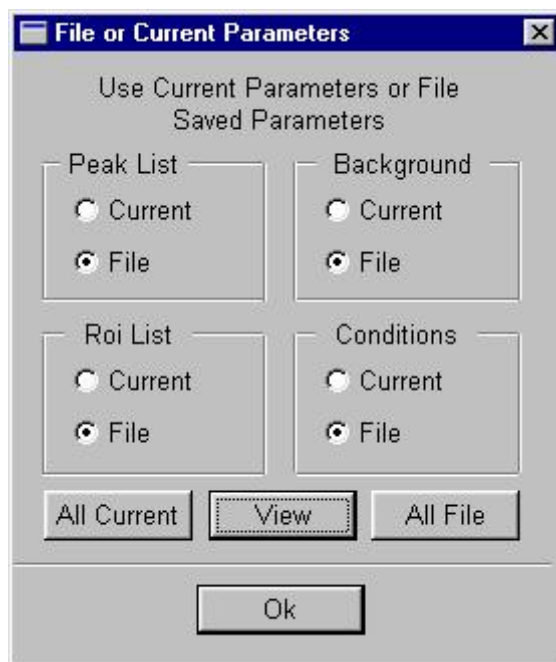 File or Current Parameters
Use Current Parameters or File
Saved Parameters
Peak List
Current
File
Background
Current
File
Roi List
Current
File
Conditions
Current
File
All Current
View
All File
Ok